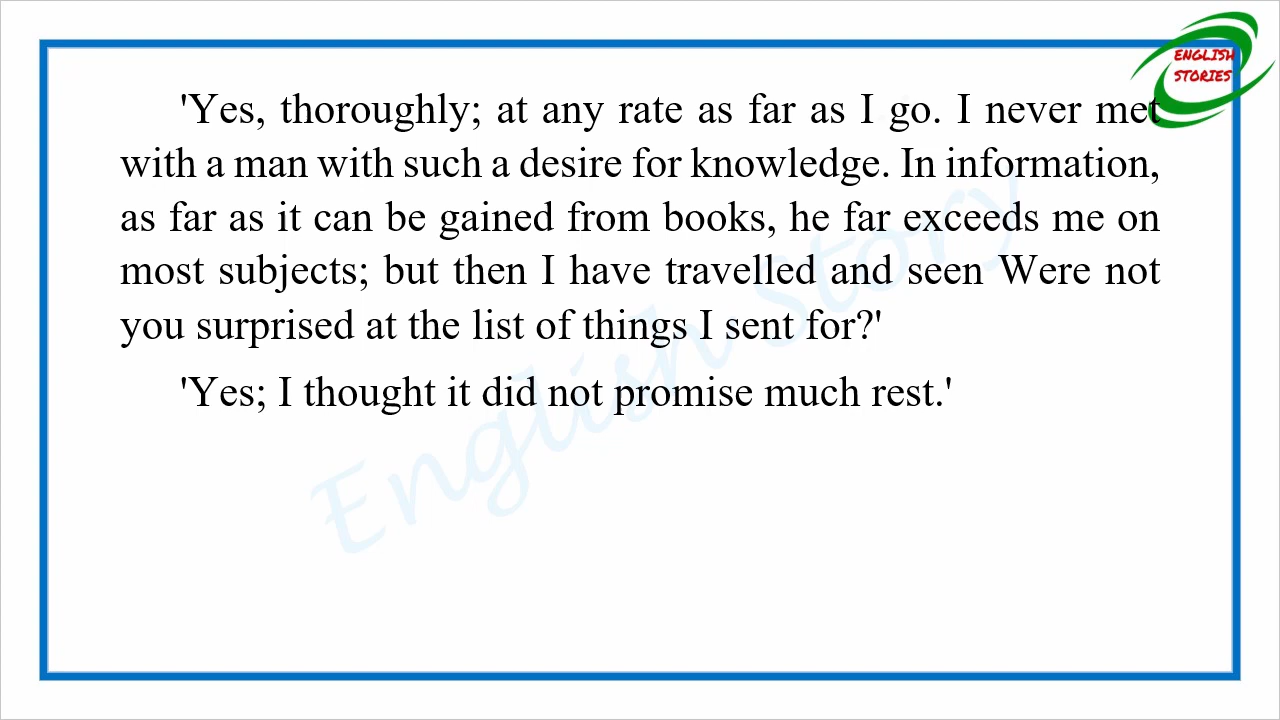 ENGLISH
STORIES
'Yes, thoroughly; at any rate as far as I go. I never met
with a man with such a desire for knowledge. In information,
as far as it can be gained from books, he far exceeds me on
most subjects; but then I have travelled and seen Were not
you surprised at the list of things I sent for?'
'Yes; I thought it did not promise much rest.'
English Story